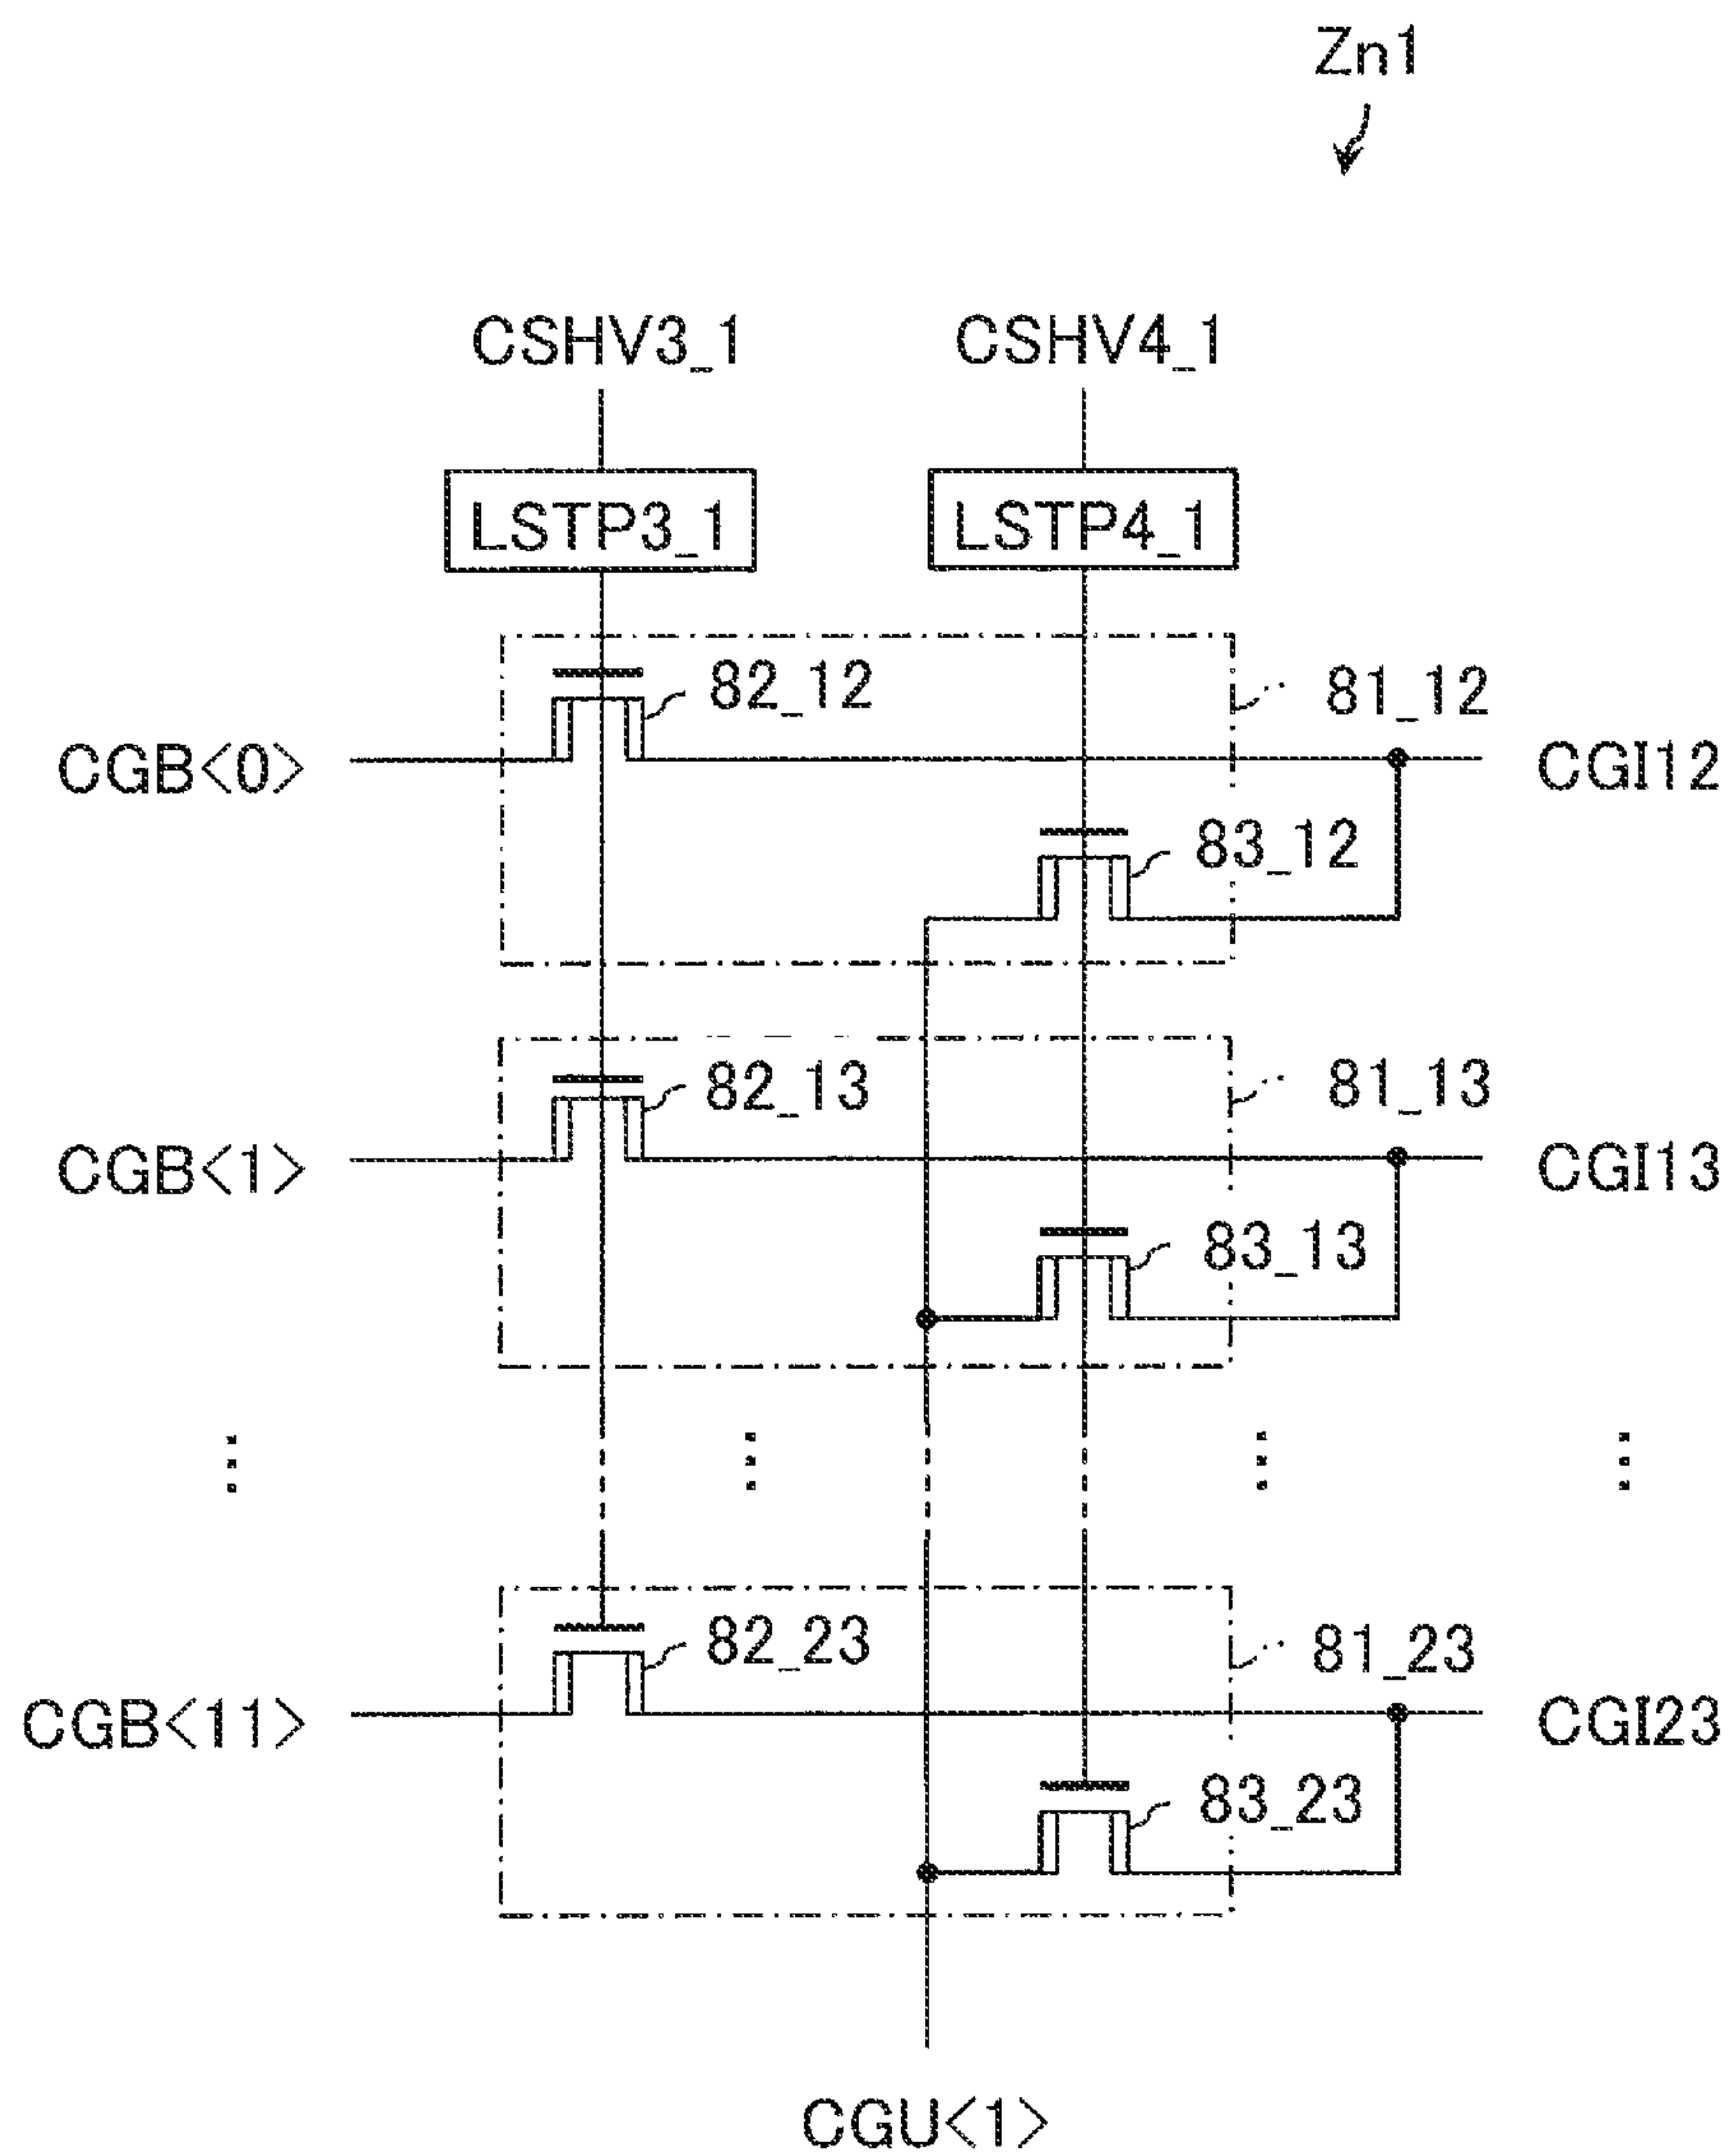 Zn1
CSHV3_1 CSHV4_1
LSTP3_1 LSTP4_1
82_12 81_12
CGB<0> CGI12
83_12
82_13 81_13
CGB<1> CGI13
83_13
82_23 81_23
CGB<11> CGI23
83_23
CGU<1>